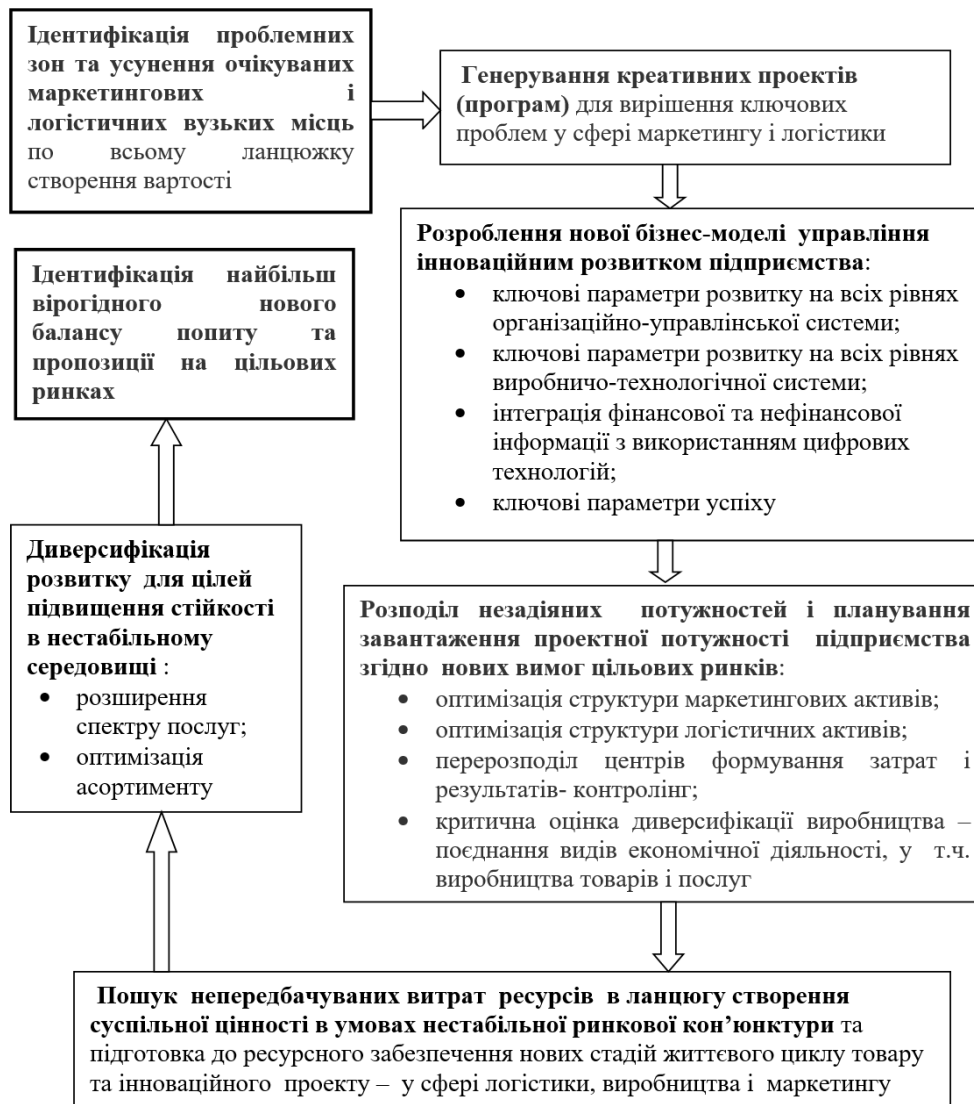 Ідентифікація проблемних
зон та усунення очікуваних
маркетингових і
логістичних вузьких місць
по всьому ланцюжку
створення вартості
Генерування креативних проектів
(програм) для вирішення ключових
проблем у сфері маркетингу і логістики
Розроблення нової бізнес-моделі управління
інноваційним розвитком підприємства:
• ключові параметри розвитку на всіх рівнях
організаційно-управлінської системи;
• ключові параметри розвитку на всіх рівнях
виробничо-технологічної системи;
• інтеграція фінансової та нефінансової
інформації з використанням цифрових
технологій;
• ключові параметри успіху
Розподіл незадіяних потужностей і планування
завантаження проектної потужності підприємства
згідно нових вимог цільових ринків:
• оптимізація структури маркетингових активів;
• оптимізація структури логістичних активів;
• перерозподіл центрів формування затрат і
результатів- контролінг;
• критична оцінка диверсифікації виробництва –
поєднання видів економічної діяльності, у т.ч.
виробництва товарів і послуг
Пошук непередбачуваних витрат ресурсів в ланцюгу створення
суспільної цінності в умовах нестабільної ринкової кон’юнктури та
підготовка до ресурсного забезпечення нових стадій життєвого циклу товару
та інноваційного проекту – у сфері логістики, виробництва і маркетингу
Диверсифікація
розвитку для цілей
підвищення стійкості
в нестабільному
середовищі :
• розширення
спектру послуг;
• оптимізація
асортименту
Ідентифікація найбільш
вірогідного нового
балансу попиту та
пропозиції на цільових
ринках